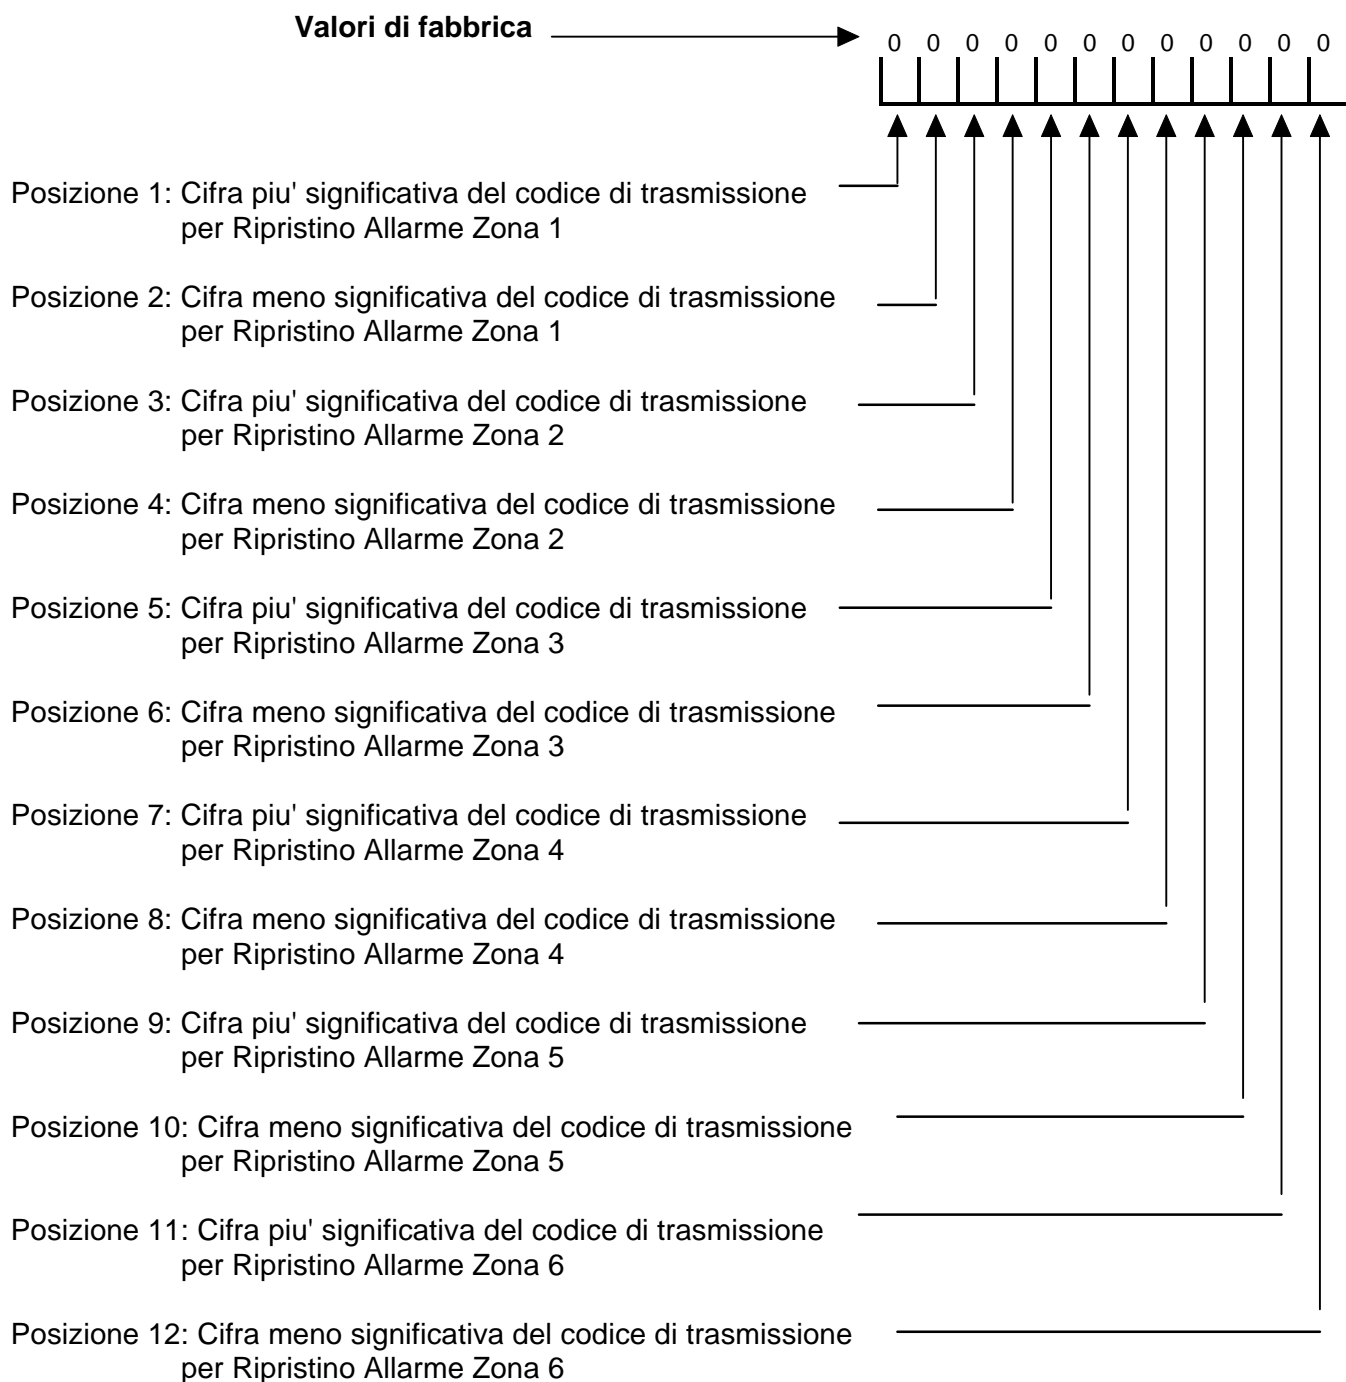 Valori di fabbrica
0 0 0 0 0 0 0 0 0 0 0 0
Posizione 1: Cifra piu' significativa del codice di trasmissione
per Ripristino Allarme Zona 1
Posizione 2: Cifra meno significativa del codice di trasmissione
per Ripristino Allarme Zona 1
Posizione 3: Cifra piu' significativa del codice di trasmissione
per Ripristino Allarme Zona 2
Posizione 4: Cifra meno significativa del codice di trasmissione
per Ripristino Allarme Zona 2
Posizione 5: Cifra piu' significativa del codice di trasmissione
per Ripristino Allarme Zona 3
Posizione 6: Cifra meno significativa del codice di trasmissione
per Ripristino Allarme Zona 3
Posizione 7: Cifra piu' significativa del codice di trasmissione
per Ripristino Allarme Zona 4
Posizione 8: Cifra meno significativa del codice di trasmissione
per Ripristino Allarme Zona 4
Posizione 9: Cifra piu' significativa del codice di trasmissione
per Ripristino Allarme Zona 5
Posizione 10: Cifra meno significativa del codice di trasmissione
per Ripristino Allarme Zona 5
Posizione 11: Cifra piu' significativa del codice di trasmissione
per Ripristino Allarme Zona 6
Posizione 12: Cifra meno significativa del codice di trasmissione
per Ripristino Allarme Zona 6